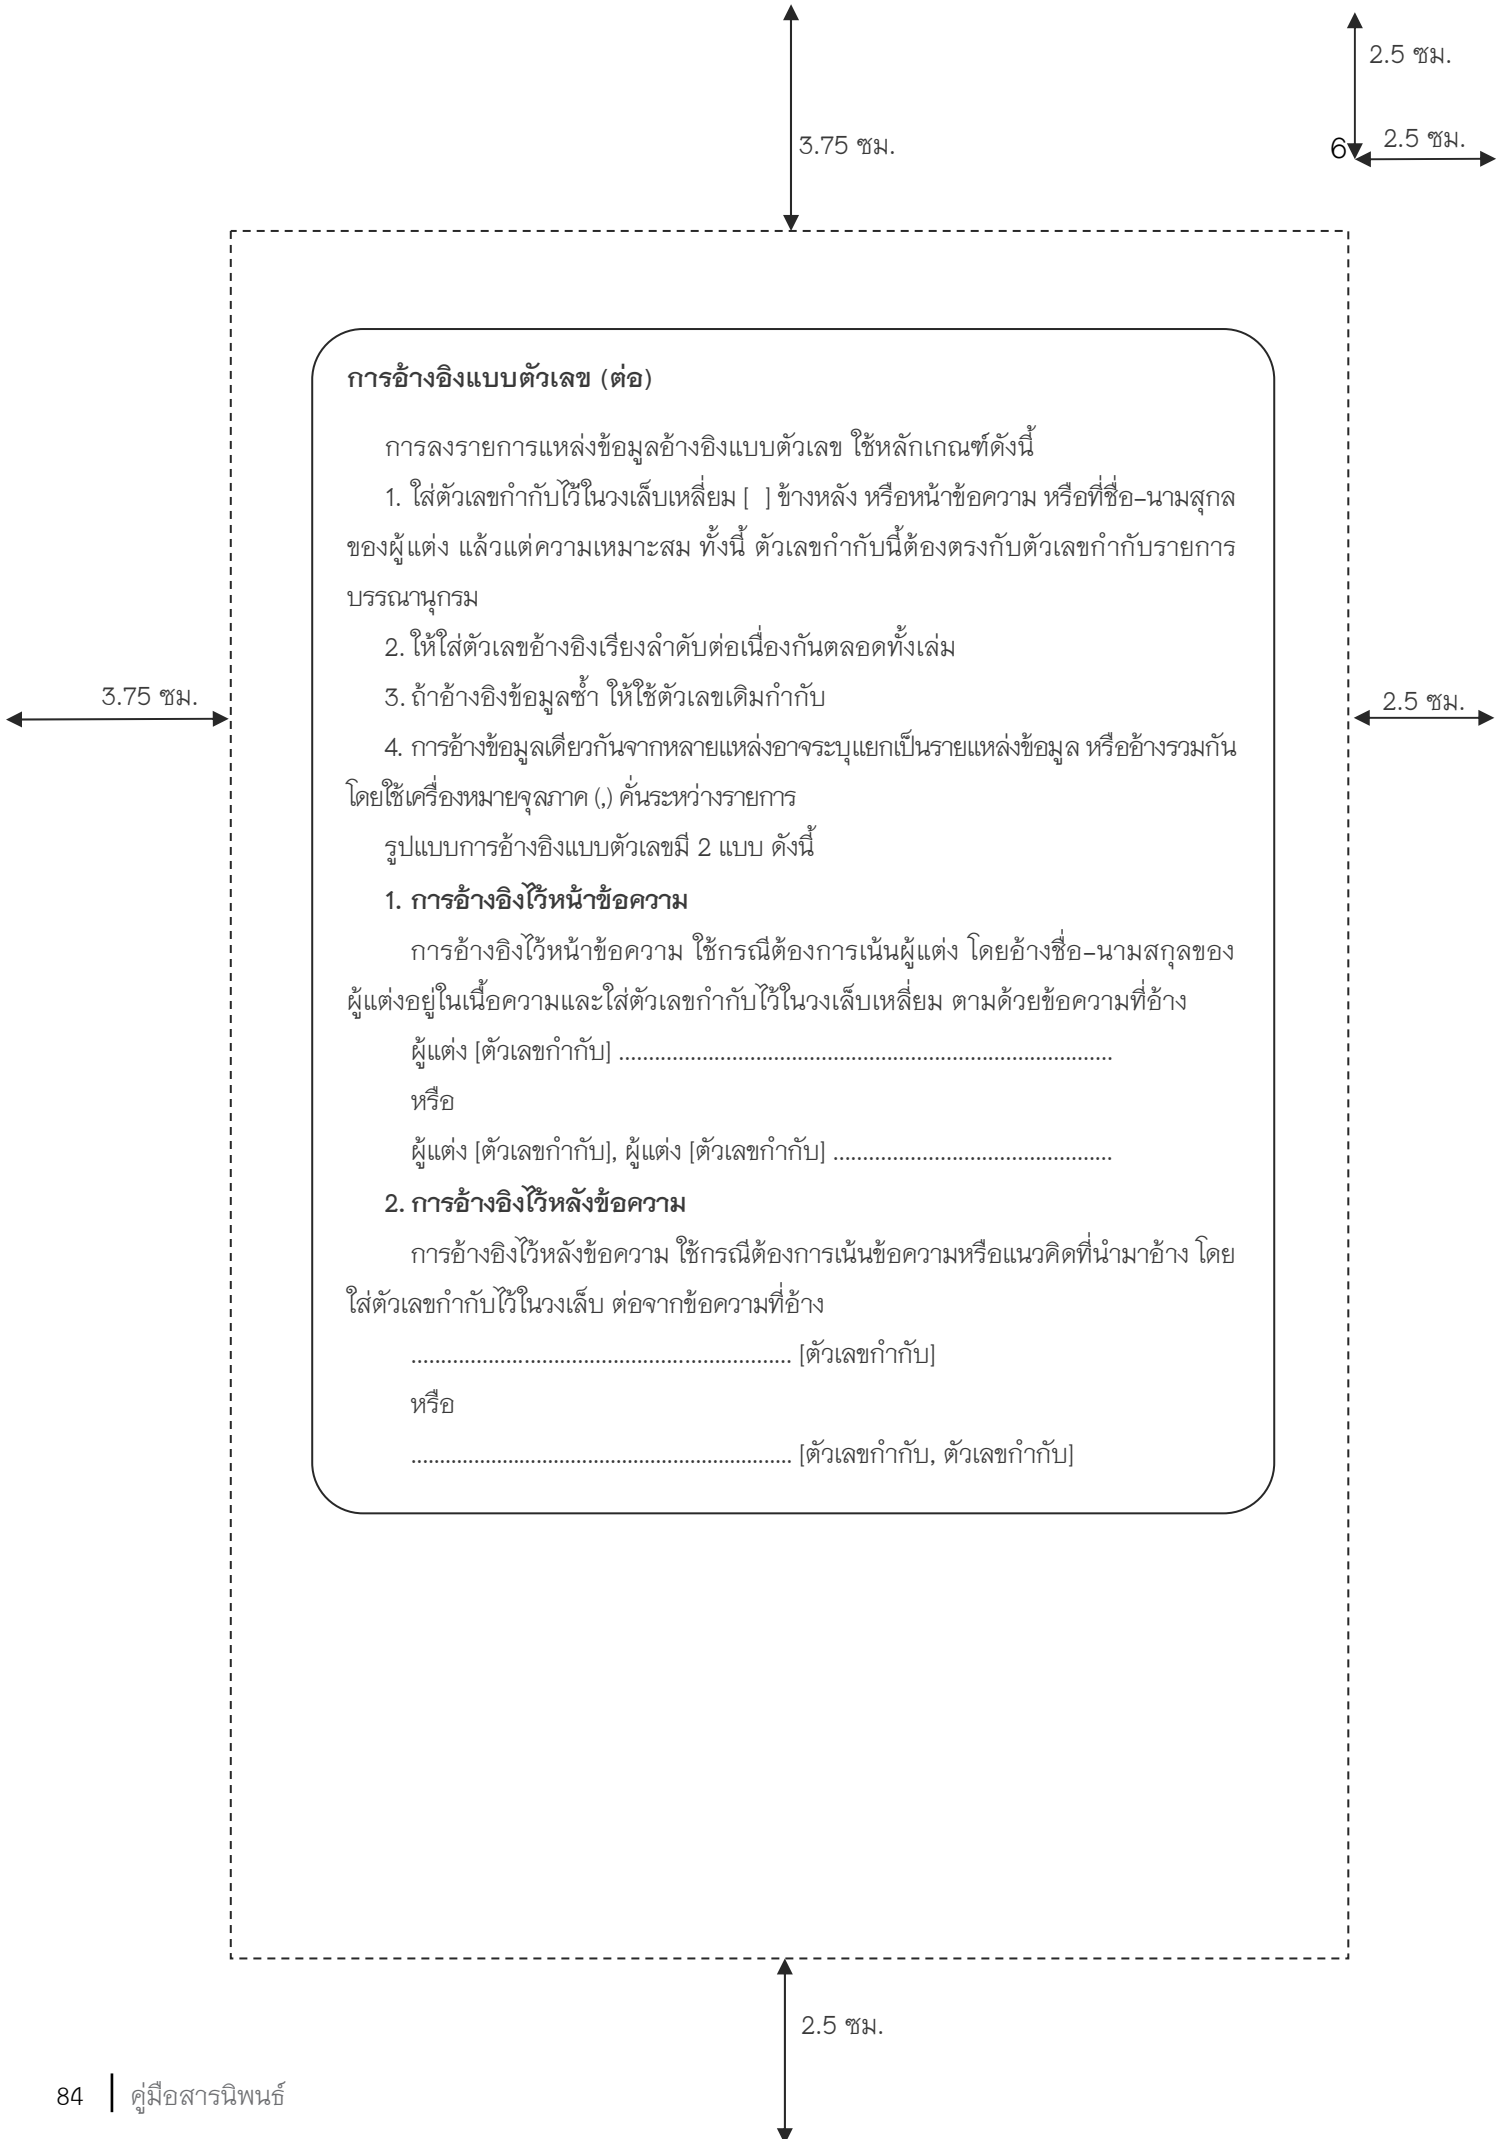 2.5 ซม.
3.75 ซม.
6
2.5 ซม.
การอ้างอิงแบบตัวเลข (ต่อ)
การลงรายการแหล่งข้อมูลอ้างอิงแบบตัวเลข ใช้หลักเกณฑ์ดังนี้
1. ใส่ตัวเลขกำกับไว้ในวงเล็บเหลี่ยม [ ] ข้างหลัง หรือหน้าข้อความ หรือที่ชื่อ–นามสุกล
ของผู้แต่ง แล้วแต่ความเหมาะสม ทั้งนี้ ตัวเลขกำกับนี้ต้องตรงกับตัวเลขกำกับรายการ
บรรณานุกรม
2. ให้ใส่ตัวเลขอ้างอิงเรียงลำดับต่อเนื่องกันตลอดทั้งเล่ม
3. ถ้าอ้างอิงข้อมูลซ้ำ ให้ใช้ตัวเลขเดิมกำกับ
3.75 ซม.
2.5 ซม.
4. การอ้างข้อมูลเดียวกันจากหลายแหล่งอาจระบุแยกเป็นรายแหล่งข้อมูล หรืออ้างรวมกัน
โดยใช้เครื่องหมายจุลภาค (,) คั่นระหว่างรายการ
รูปแบบการอ้างอิงแบบตัวเลขมี 2 แบบ ดังนี้
1. การอ้างอิงไว้หน้าข้อความ
การอ้างอิงไว้หน้าข้อความ ใช้กรณีต้องการเน้นผู้แต่ง โดยอ้างชื่อ–นามสกุลของ
ผู้แต่งอยู่ในเนื้อความและใส่ตัวเลขกำกับไว้ในวงเล็บเหลี่ยม ตามด้วยข้อความที่อ้าง
ผู้แต่ง [ตัวเลขกำกับ] ...................................................................................
หรือ
ผู้แต่ง [ตัวเลขกำกับ], ผู้แต่ง [ตัวเลขกำกับ] ...............................................
2. การอ้างอิงไว้หลังข้อความ
การอ้างอิงไว้หลังข้อความ ใช้กรณีต้องการเน้นข้อความหรือแนวคิดที่นำมาอ้าง โดย
ใส่ตัวเลขกำกับไว้ในวงเล็บ ต่อจากข้อความที่อ้าง
................................................................ [ตัวเลขกำกับ]
หรือ
................................................................ [ตัวเลขกำกับ, ตัวเลขกำกับ]
2.5 ซม.
84 | คู่มือสารนิพนธ์